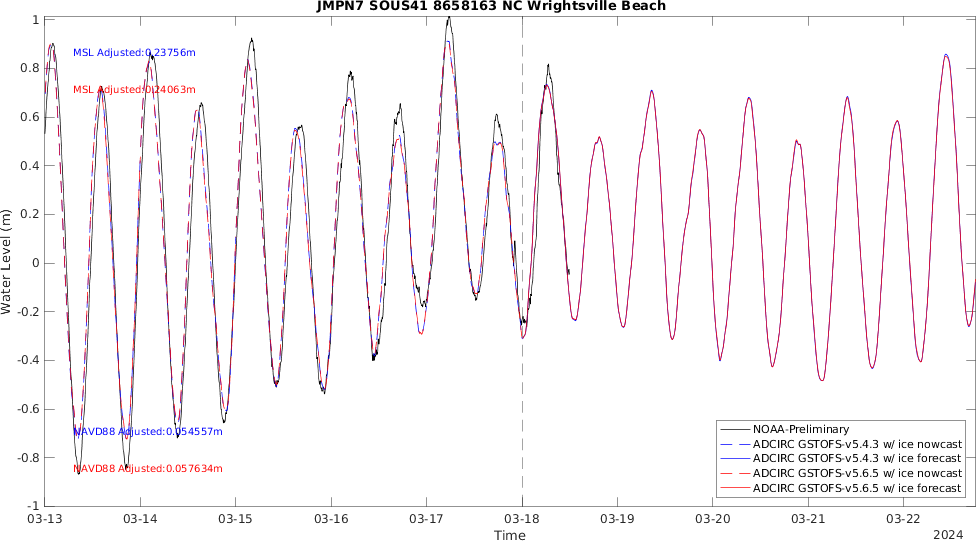 JMPN7 SOUS41 8658163 NC Wrightsville Beach
1
0.8
0.6
0.4
0.2
0
-0.2
-0.4
-0.6
-0.8
-1
Water Level (m)
MSL Adjusted:0.23756m
MSL Adjusted:0.24063m
NAVD88 Adjusted:0.054557m
NAVD88 Adjusted:0.057634m
NOAA-Preliminary
ADCIRC GSTOFS-v5.4.3 w/ ice nowcast
ADCIRC GSTOFS-v5.4.3 w/ ice forecast
ADCIRC GSTOFS-v5.6.5 w/ ice nowcast
ADCIRC GSTOFS-v5.6.5 w/ ice forecast
03-13 03-14 03-15 03-16 03-17 03-18 03-19 03-20 03-21 03-22
Time
2024